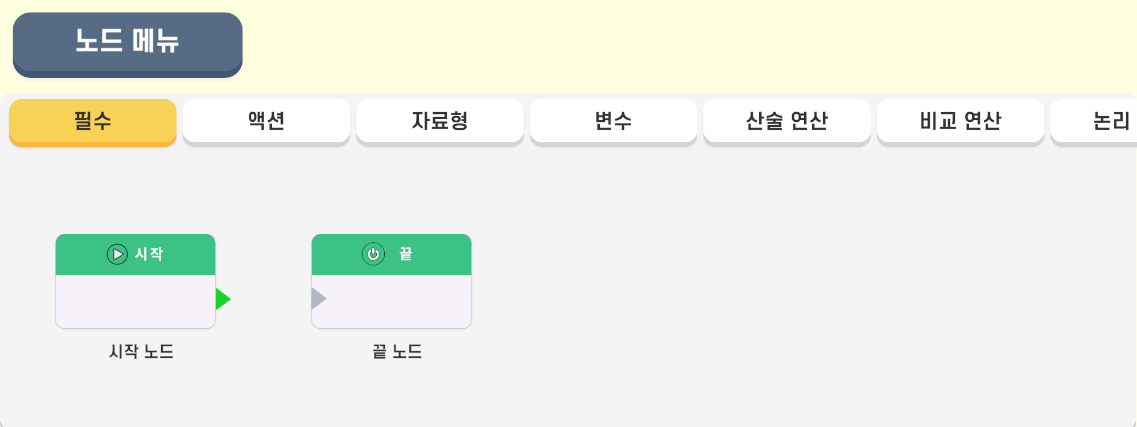 노드 메뉴
필수 액션 자료형 변수 산술 연산 비교 연산 논리
시작 끝
시작 노드 끝 노드